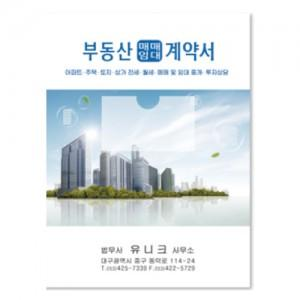 부동산 매매 임대 계약서
아파트·주택·토지·상가 전세·월세·매매 및 임대 중개·투자상담
법무사 유니크 사무소
대구광역시 중구 동덕로 114-24
T.(053)425-7339 F.(053)422-5729